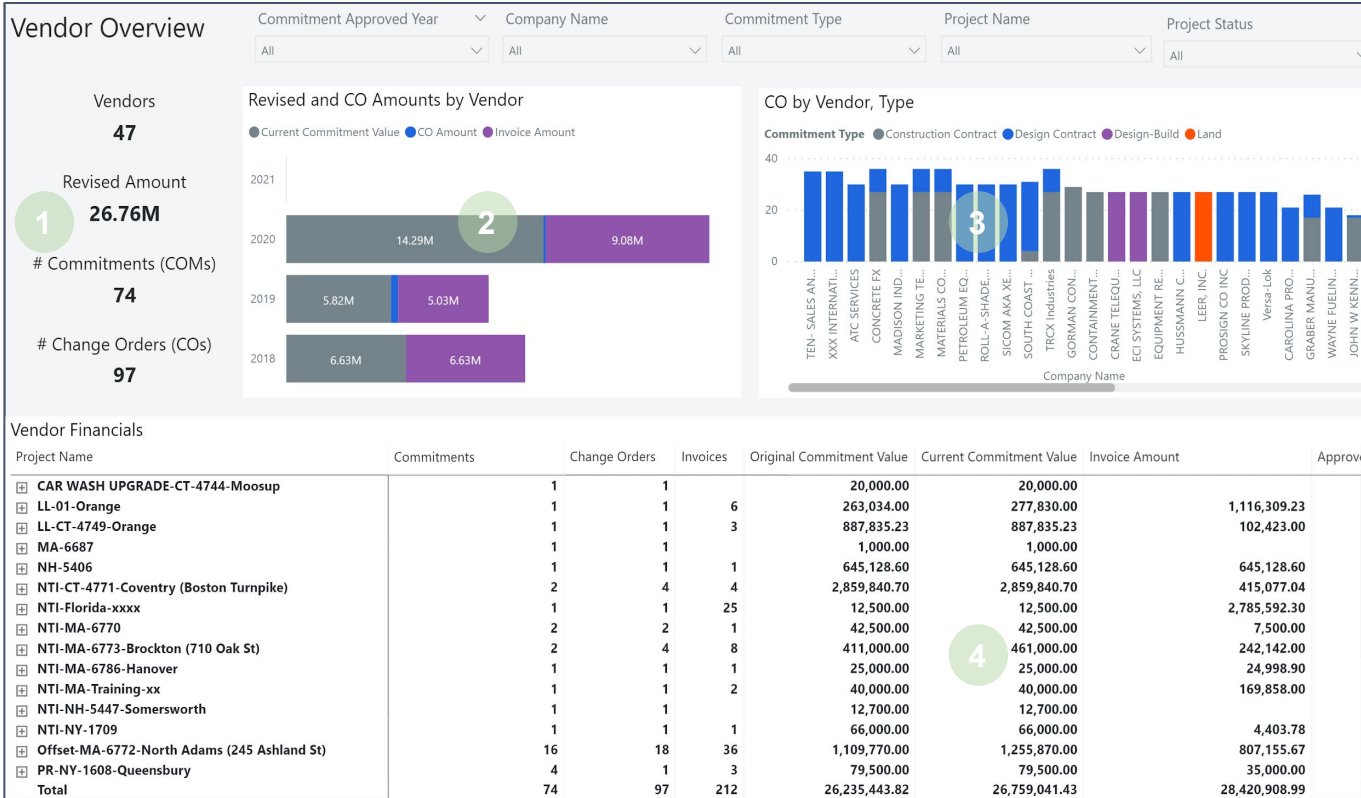 Vendor Overview
Commitment Approved Year
Company Name
Commitment Type
Project Name
Project Status
All
All
All
All
All
Vendors
47
Revised Amount
26.76M
1
# Commitments (COMs)
74
# Change Orders (COs)
97
Revised and CO Amounts by Vendor
Current Commitment Value CO Amount Invoice Amount
2021
2020 14.29M 2 9.08M
2019 5.82M 5.03M
2018 6.63M 6.63M
CO by Vendor, Type
Commitment Type Construction Contract Design Contract Design-Build Land
40
20
0
3
TEN- SALES AN...
XXX INTERNATI...
ATC SERVICES
CONCRETE FX
MADISON IND...
MARKETING TE...
MATERIALS CO...
PETROLEUM EQ...
ROLL-A-SHADE,...
SICOM AKA XE...
SOUTH COAST ...
TRCX Industries
GORMAN CON...
CONTAINMENT...
CRANE TELEQU...
ECI SYSTEMS, LLC
EQUIPMENT RE...
HUSSMANN C...
LEER, INC.
PROSIGN CO INC
SKYLINE PROD...
Versa-Lok
CAROLINA PRO...
GRABER MANU...
WAYNE FUELIN...
JOHN W KENN...
Company Name
Vendor Financials
Project Name Commitments Change Orders Invoices Original Commitment Value Current Commitment Value Invoice Amount Approve
CAR WASH UPGRADE-CT-4744-Moosup 1 1 20,000.00 20,000.00
LL-01-Orange 1 1 6 263,034.00 277,830.00 1,116,309.23
LL-CT-4749-Orange 1 1 3 887,835.23 887,835.23 102,423.00
MA-6687 1 1 1,000.00 1,000.00
NH-5406 1 1 1 645,128.60 645,128.60 645,128.60
NTI-CT-4771-Coventry (Boston Turnpike) 2 4 4 2,859,840.70 2,859,840.70 415,077.04
NTI-Florida-xxxx 1 1 25 12,500.00 12,500.00 2,785,592.30
NTI-MA-6770 2 2 1 42,500.00 42,500.00 7,500.00
NTI-MA-6773-Brockton (710 Oak St) 2 4 8 411,000.00 461,000.00 242,142.00
4
NTI-MA-6786-Hanover 1 1 1 25,000.00 25,000.00 24,998.90
NTI-MA-Training-xx 1 1 2 40,000.00 40,000.00 169,858.00
NTI-NH-5447-Somersworth 1 1 12,700.00 12,700.00
NTI-NY-1709 1 1 1 66,000.00 66,000.00 4,403.78
Offset-MA-6772-North Adams (245 Ashland St) 16 18 36 1,109,770.00 1,255,870.00 807,155.67
PR-NY-1608-Queensbury 4 1 3 79,500.00 79,500.00 35,000.00
Total 74 97 212 26,235,443.82 26,759,041.43 28,420,908.99